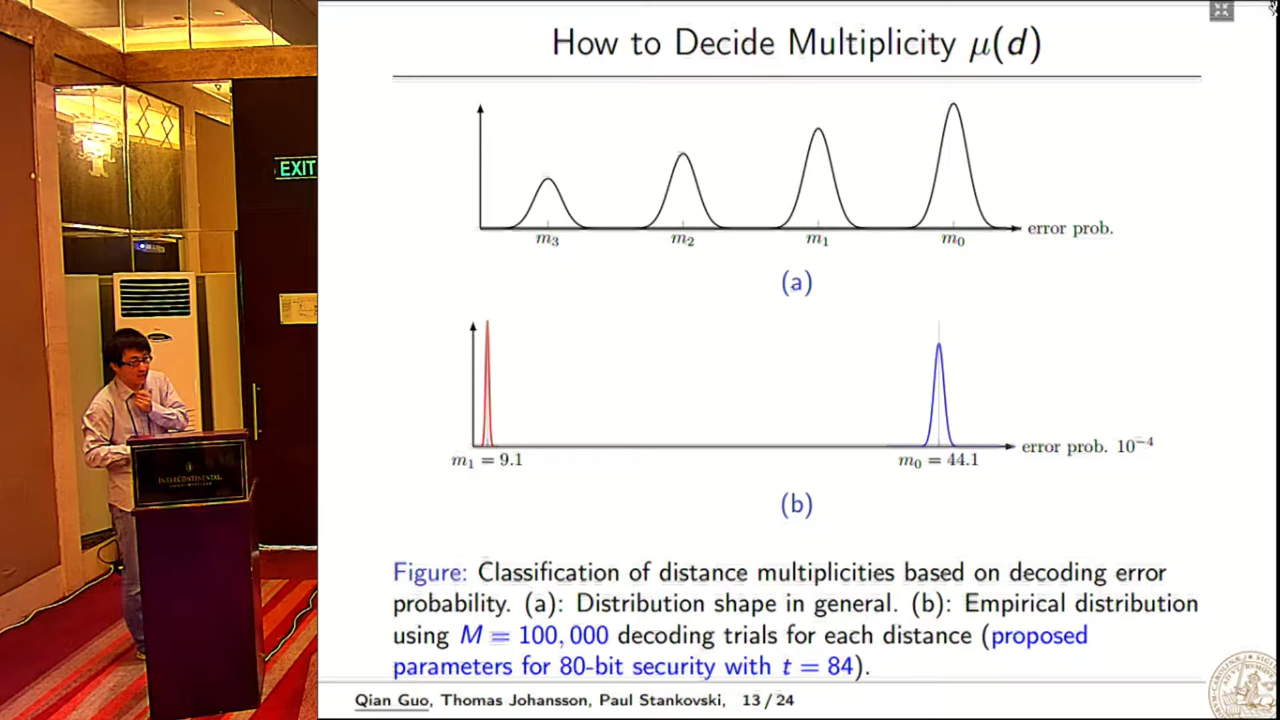 How to Decide Multiplicity μ(d)
EXIT
m₃ m₂ m₁ m₀ error prob.
(a)
error prob. 10⁻⁴
m₁ = 9.1 m₀ = 44.1
(b)
INTERCONTINENTAL
Figure: Classification of distance multiplicities based on decoding error
probability. (a): Distribution shape in general. (b): Empirical distribution
using M = 100, 000 decoding trials for each distance (proposed
parameters for 80-bit security with t = 84).
Qian Guo, Thomas Johansson, Paul Stankovski, 13 / 24